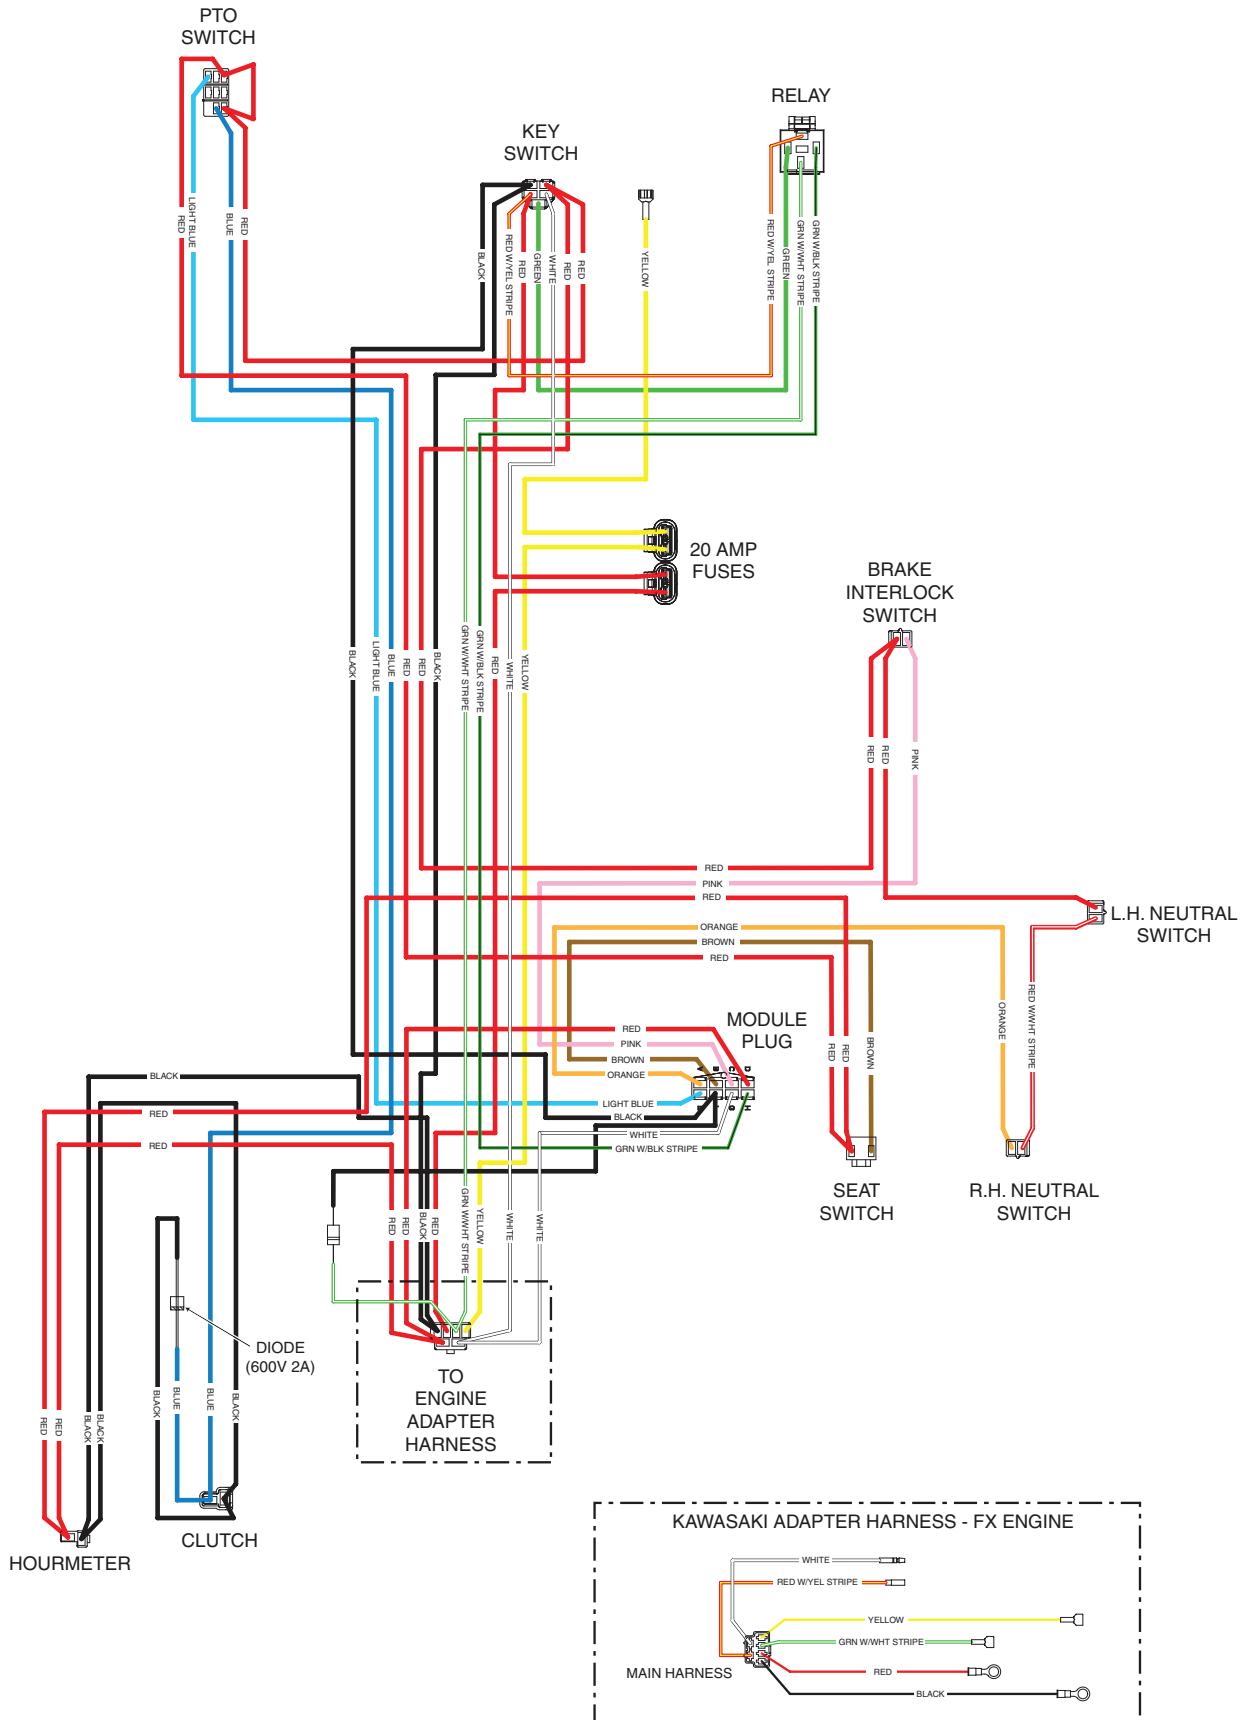 PTO
SWITCH
KEY
SWITCH
RELAY
LIGHT BLUE
RED
BLUE
RED
BLACK
RED W/YEL STRIPE
RED
GREEN
WHITE
RED
RED
YELLOW
RED W/YEL STRIPE
GREEN
GRN W/WHT STRIPE
GRN W/BLK STRIPE
20 AMP
FUSES
BRAKE
INTERLOCK
SWITCH
BLACK
LIGHT BLUE
BLUE
RED
RED
BLACK
GRN W/WHT STRIPE
GRN W/BLK STRIPE
RED
WHITE
YELLOW
RED
RED
PINK
RED
PINK
RED
ORANGE
BROWN
RED
L.H. NEUTRAL
SWITCH
MODULE
PLUG
RED
PINK
BROWN
ORANGE
LIGHT BLUE
BLACK
WHITE
GRN W/BLK STRIPE
A
B
C
D
E
G
H
RED
RED
BROWN
ORANGE
RED W/WHT STRIPE
SEAT
SWITCH
R.H. NEUTRAL
SWITCH
BLACK
RED
RED
RED
RED
BLACK
RED
GRN W/WHT STRIPE
YELLOW
WHITE
WHITE
DIODE
(600V 2A)
TO
ENGINE
ADAPTER
HARNESS
RED
RED
BLACK
BLACK
BLACK
BLUE
BLUE
BLACK
HOURMETER
CLUTCH
KAWASAKI ADAPTER HARNESS - FX ENGINE
WHITE
RED W/YEL STRIPE
YELLOW
GRN W/WHT STRIPE
MAIN HARNESS
RED
BLACK